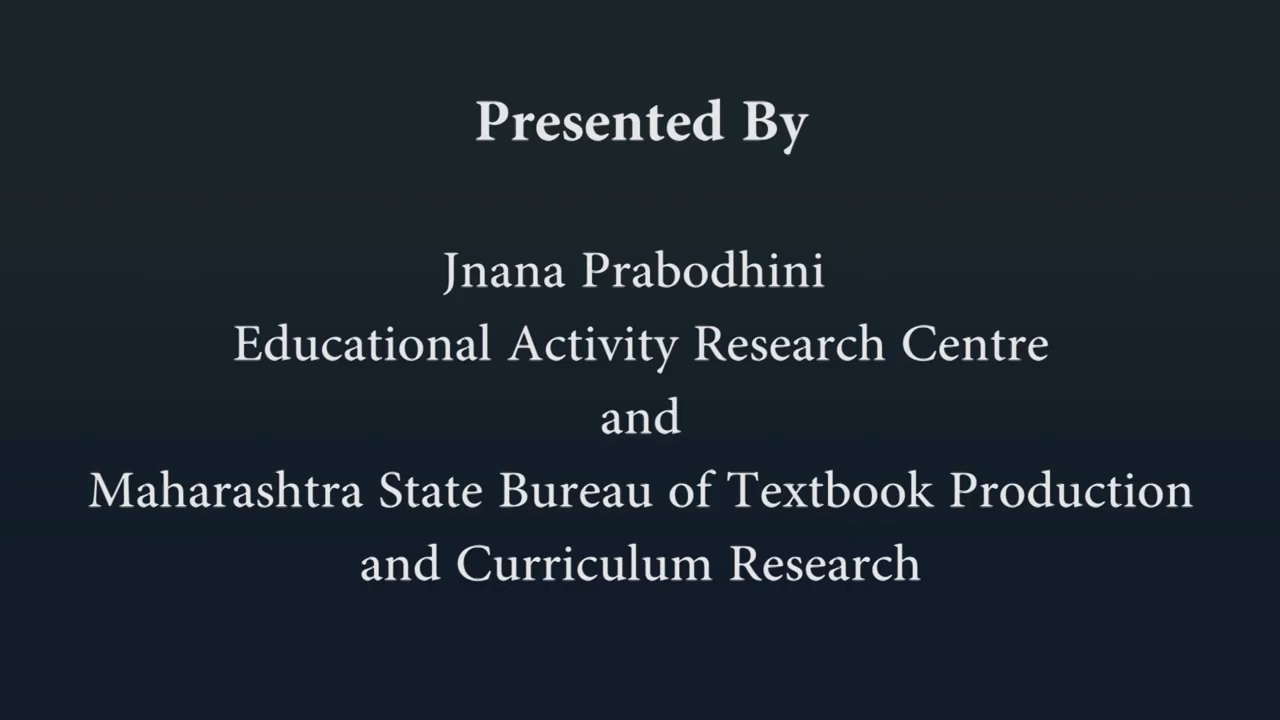 Presented By
Jnana Prabodhini
Educational Activity Research Centre
and
Maharashtra State Bureau of Textbook Production
and Curriculum Research